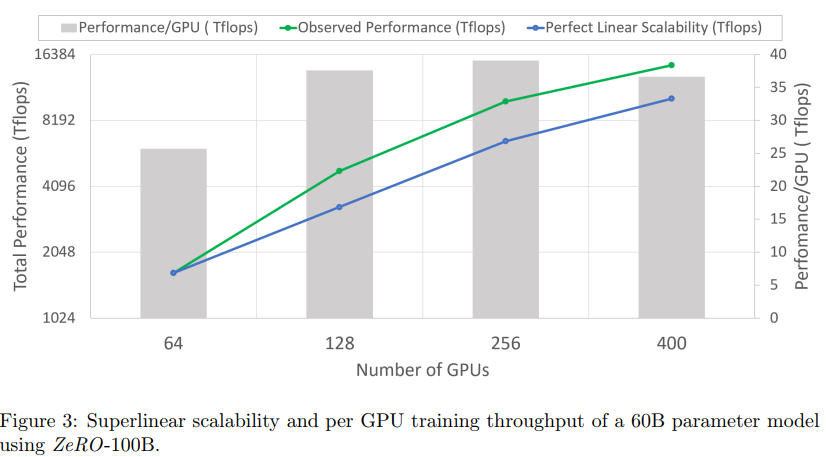 Performance/GPU ( Tflops) Observed Performance (Tflops) Perfect Linear Scalability (Tflops)
Total Performance (Tflops)
16384
8192
4096
2048
1024
40
35
30
25
20
15
10
5
0
Perfomance/GPU ( Tflops)
64 128 256 400
Number of GPUs
Figure 3: Superlinear scalability and per GPU training throughput of a 60B parameter model
using ZeRO-100B.